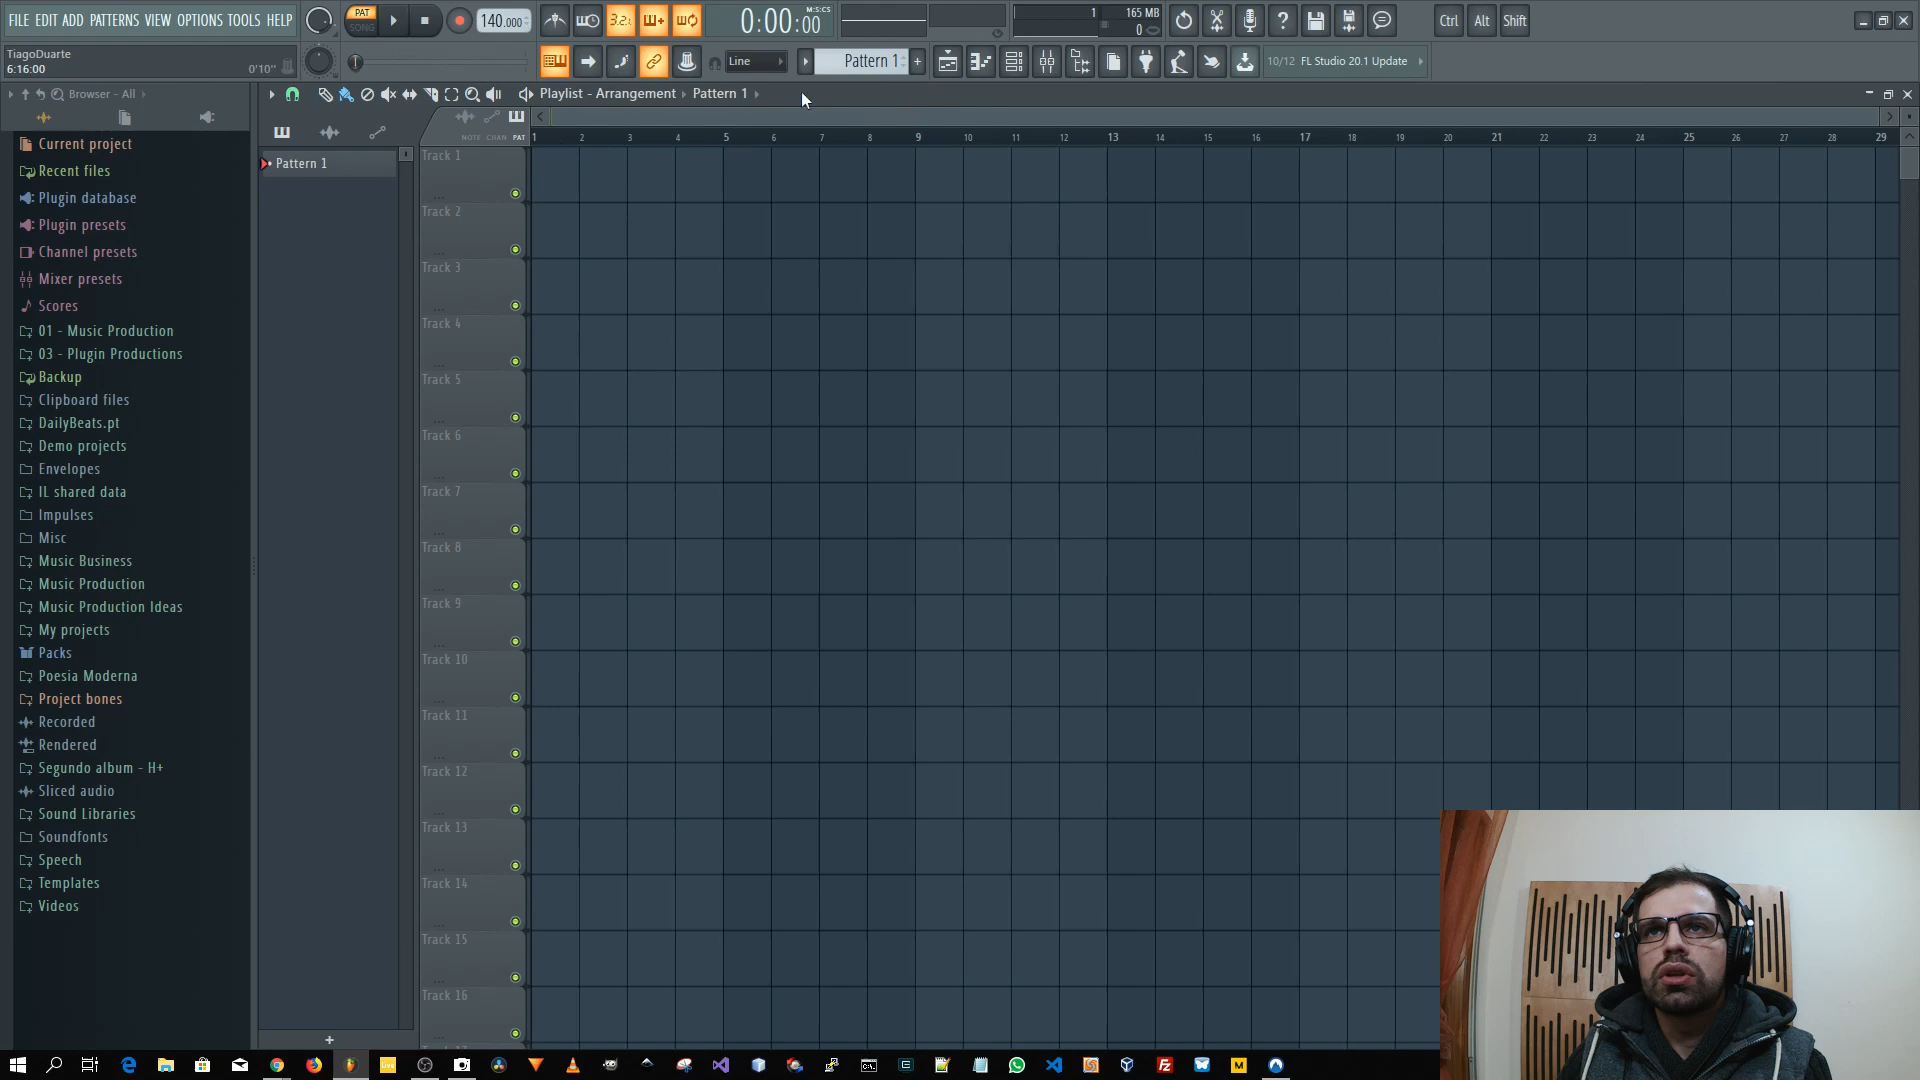 FILE EDIT ADD PATTERNS VIEW OPTIONS TOOLS HELP
PAT
SONG
140.000
3.2.
0:00:00
M:S:CS
1
165 MB
0
Ctrl
Alt
Shift
TiagoDuarte
6:16:00
0'10"
Line
Pattern 1
+
10/12 FL Studio 20.1 Update
Browser - All
Playlist - Arrangement
Pattern 1
NOTE CHAN PAT
1 2 3 4 5 6 7 8 9 10 11 12 13 14 15 16 17 18 19 20 21 22 23 24 25 26 27 28 29
Current project
Recent files
Plugin database
Plugin presets
Channel presets
Mixer presets
Scores
01 - Music Production
03 - Plugin Productions
Backup
Clipboard files
DailyBeats.pt
Demo projects
Envelopes
IL shared data
Impulses
Misc
Music Business
Music Production
Music Production Ideas
My projects
Packs
Poesia Moderna
Project bones
Recorded
Rendered
Segundo album - H+
Sliced audio
Sound Libraries
Soundfonts
Speech
Templates
Videos
Pattern 1
+
Track 1
Track 2
Track 3
Track 4
Track 5
Track 6
Track 7
Track 8
Track 9
Track 10
Track 11
Track 12
Track 13
Track 14
Track 15
Track 16